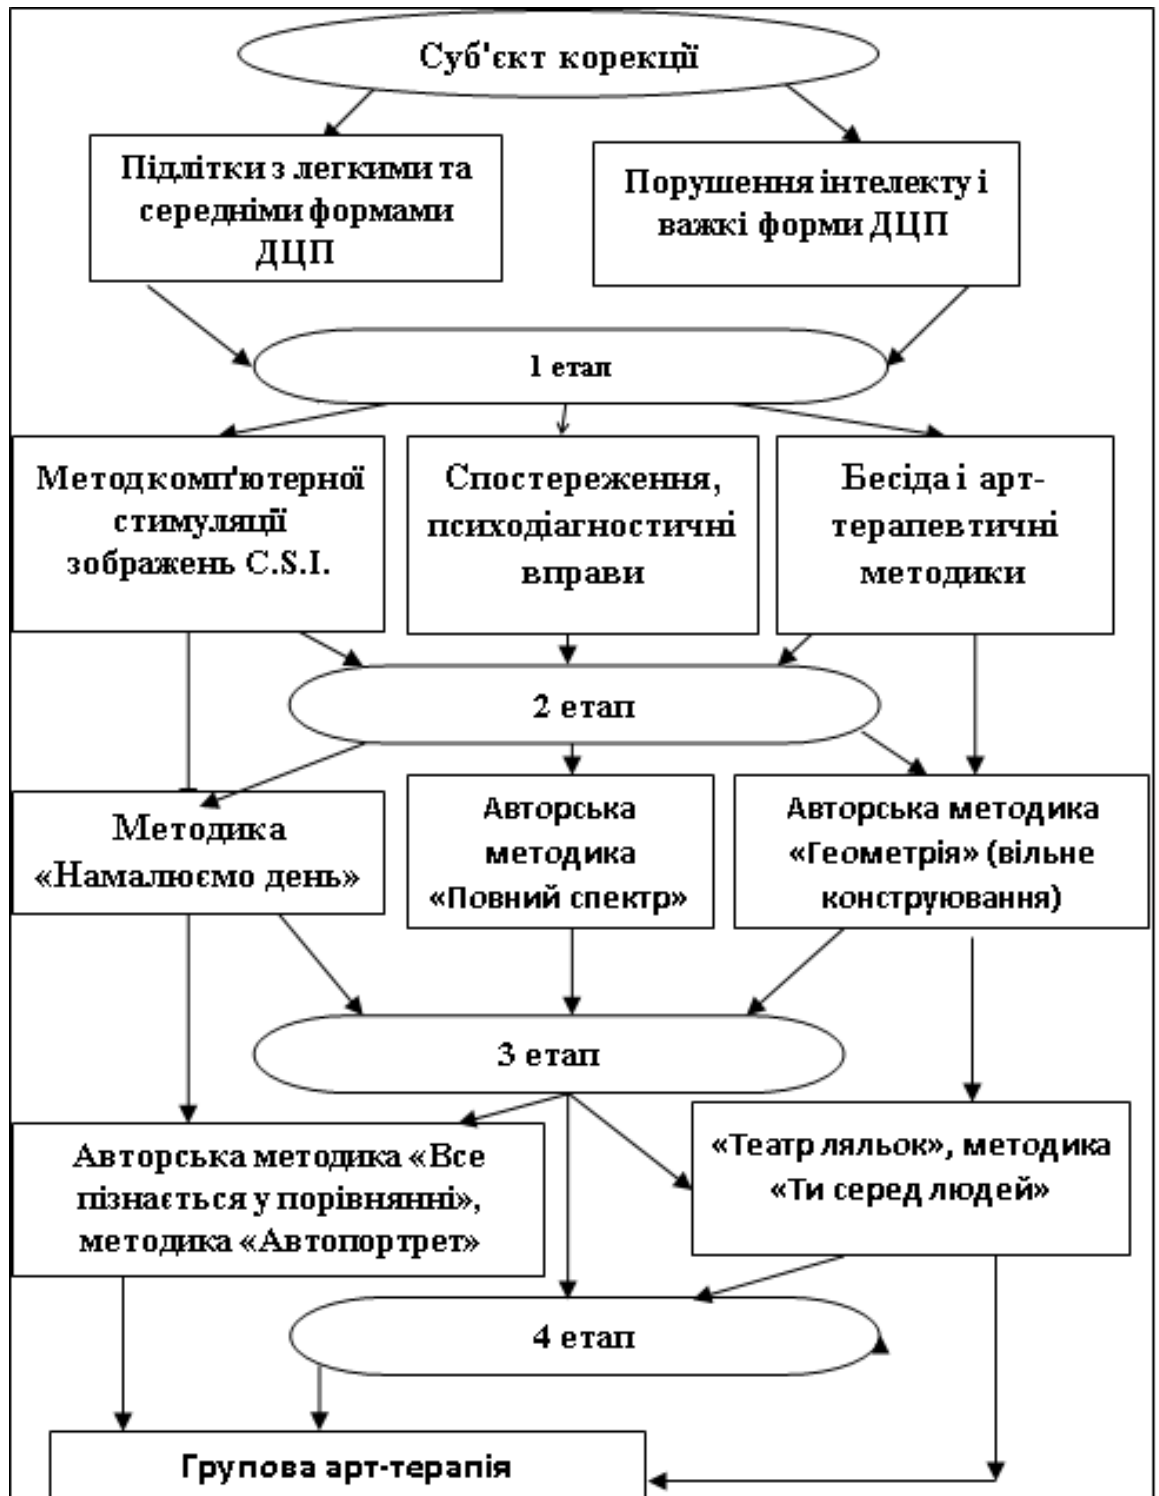 Суб'єкт корекції
Підлітки з легкими та
середніми формами
ДЦП
Порушення інтелекту і
важкі форми ДЦП
1 етап
Метод комп'ютерної
стимуляції
зображень C.S.I.
Спостереження,
психодіагностичні
вправи
Бесіда і арт-
терапевтичні
методики
2 етап
Методика
«Намалюємо день»
Авторська
методика
«Повний спектр»
Авторська методика
«Геометрія» (вільне
конструювання)
3 етап
Авторська методика «Все
пізнається у порівнянні»,
методика «Автопортрет»
«Театр ляльок», методика
«Ти серед людей»
4 етап
Групова арт-терапія